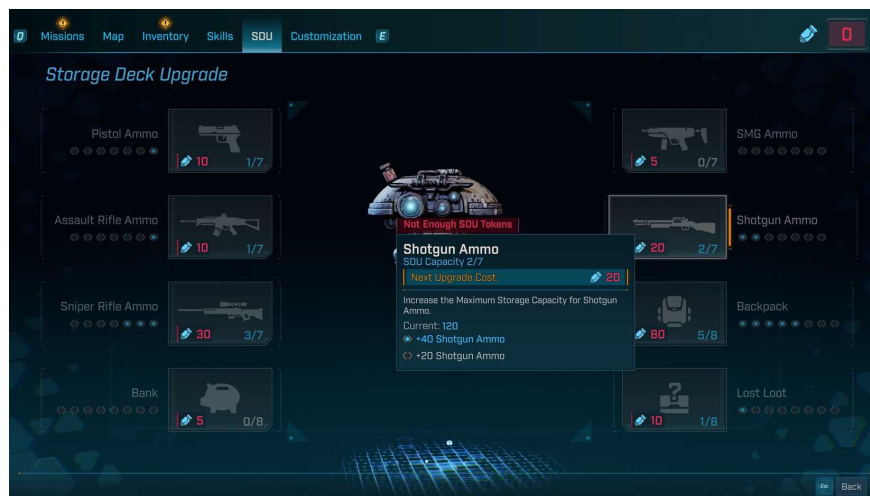 Q Missions Map Inventory Skills SDU Customization E 0
Storage Deck Upgrade
Pistol Ammo
10 1/7
SMG Ammo
5 0/7
Assault Rifle Ammo
10 1/7
Shotgun Ammo
20 2/7
Sniper Rifle Ammo
30 3/7
Backpack
80 5/8
Bank
5 0/8
Lost Loot
10 1/8
Not Enough SDU Tokens
Shotgun Ammo
SDU Capacity 2/7
Next Upgrade Cost: 20
Increase the Maximum Storage Capacity for Shotgun
Ammo.
Current: 120
+40 Shotgun Ammo
+20 Shotgun Ammo
Esc Back